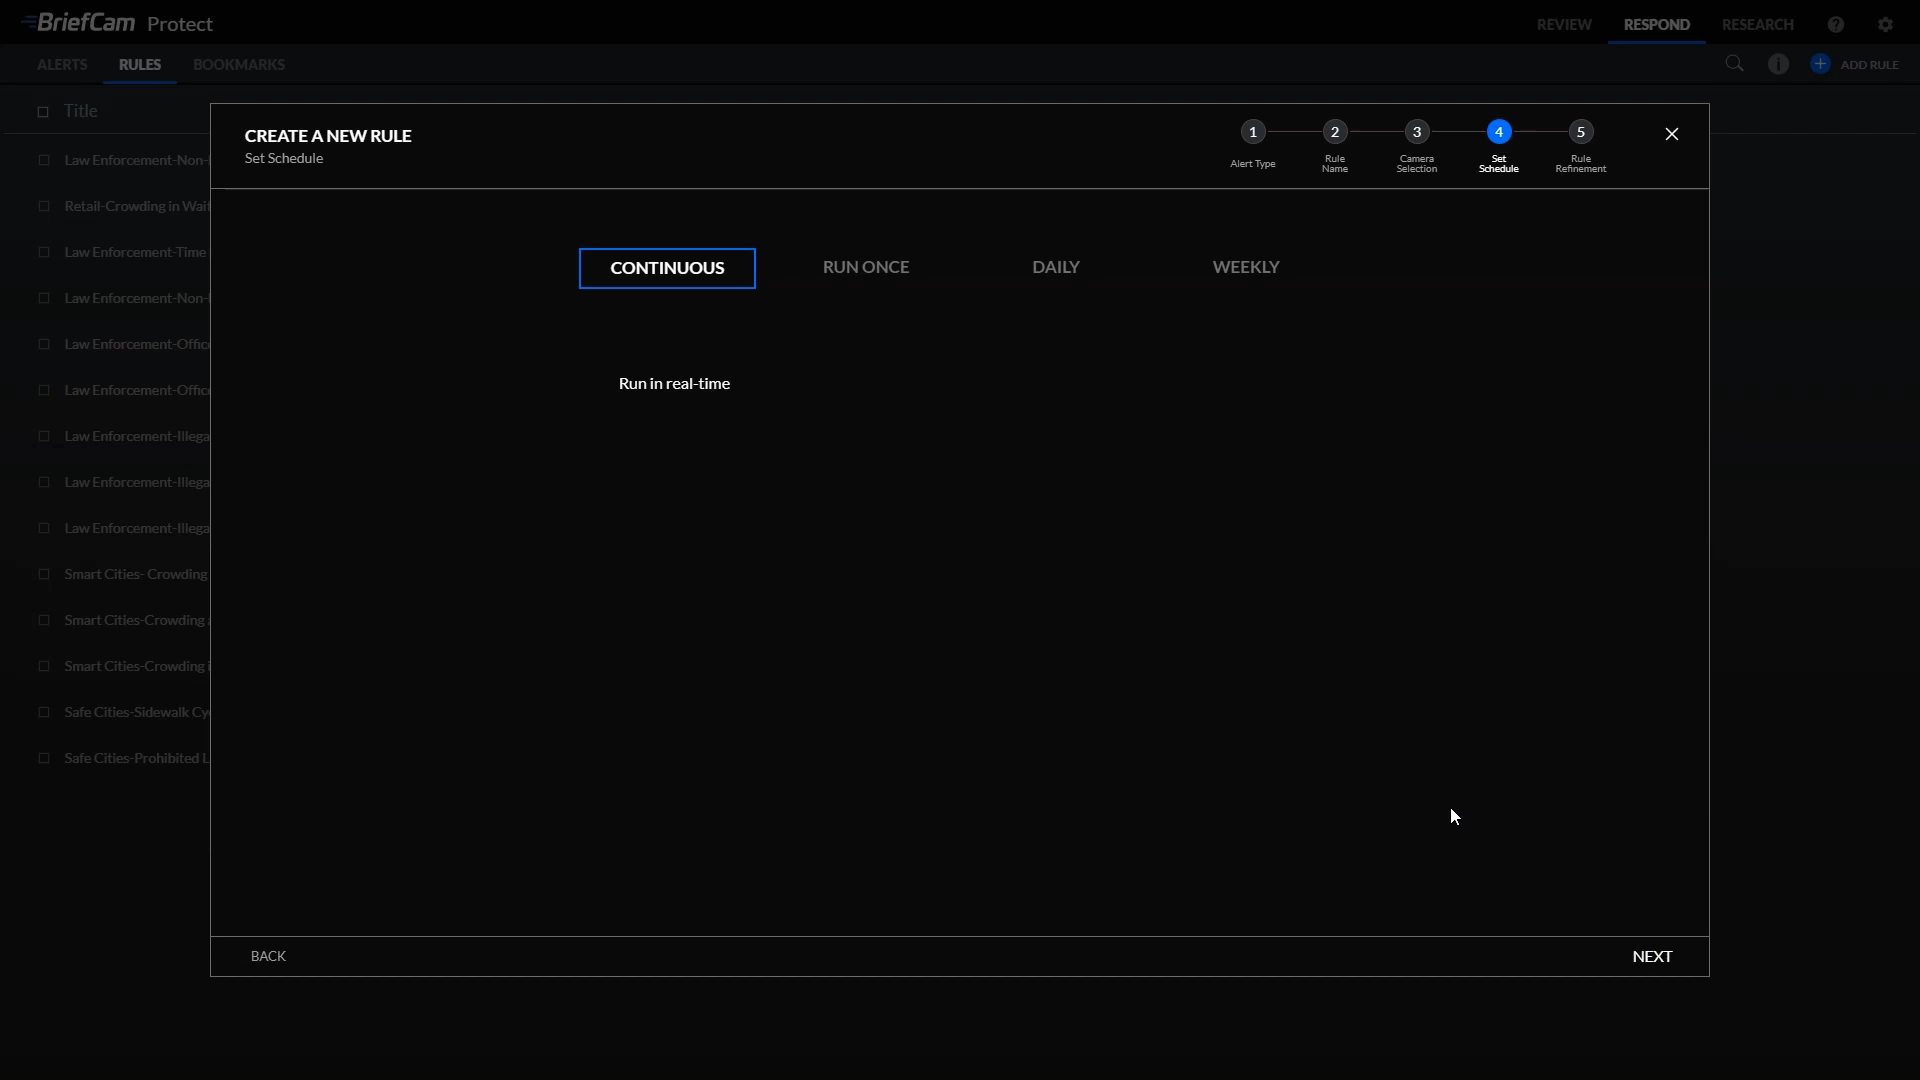 BriefCam Protect
REVIEW RESPOND RESEARCH
ALERTS RULES BOOKMARKS
ADD RULE
Title
CREATE A NEW RULE
Set Schedule
1 2 3 4 5
Alert Type
Rule Name
Camera Selection
Set Schedule
Rule Refinement
Law Enforcement-Non-
Retail-Crowding in Wait
Law Enforcement-Time
Law Enforcement-Non-
Law Enforcement-Offic
Law Enforcement-Offic
Law Enforcement-Illega
Law Enforcement-Illega
Law Enforcement-Illega
Smart Cities- Crowding
Smart Cities-Crowding
Smart Cities-Crowding
Safe Cities-Sidewalk Cy
Safe Cities-Prohibited L
CONTINUOUS RUN ONCE DAILY WEEKLY
Run in real-time
BACK NEXT